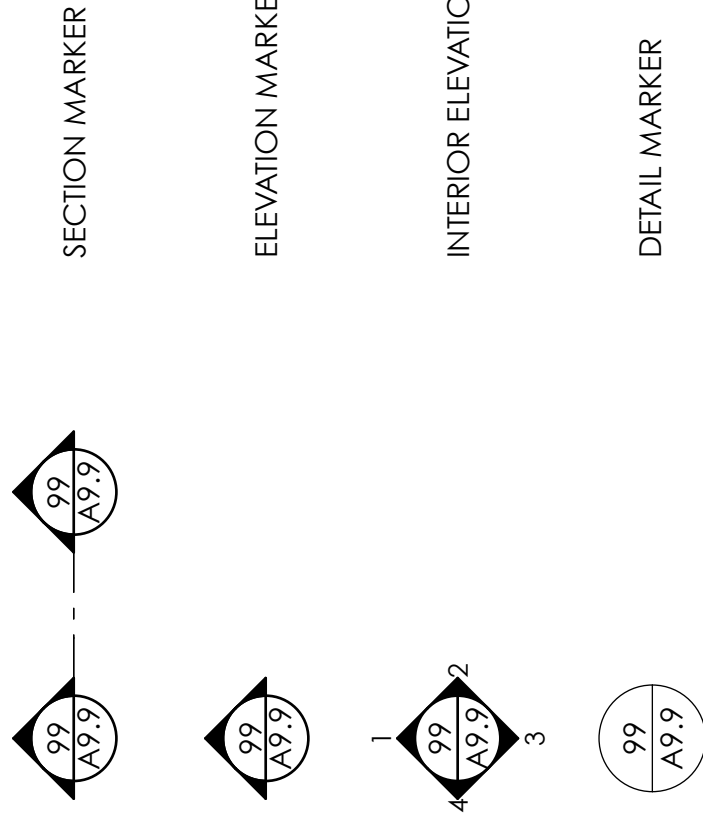 99
A9.9
99
A9.9
SECTION MARKER
99
A9.9
ELEVATION MARKE
1
4
99
A9.9
2
3
INTERIOR ELEVATIO
99
A9.9
DETAIL MARKER